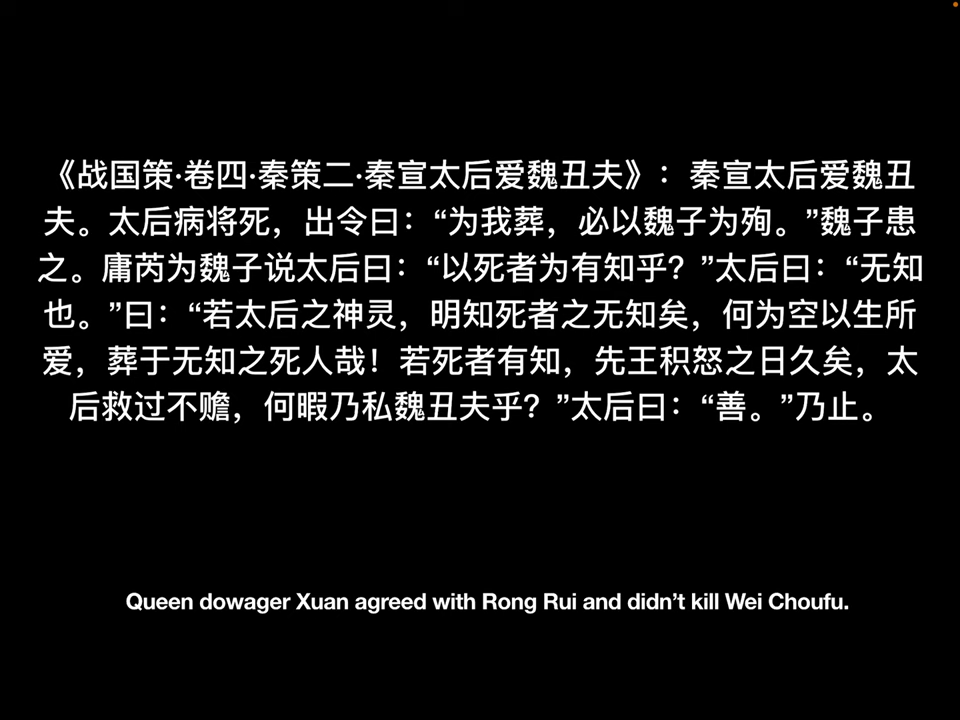 《战国策·卷四·秦策二·秦宣太后爱魏丑夫》：秦宣太后爱魏丑
夫。太后病将死，出令曰：“为我葬，必以魏子为殉。”魏子患
之。庸芮为魏子说太后曰：“以死者为有知乎？”太后曰：“无知
也。”曰：“若太后之神灵，明知死者之无知矣，何为空以生所
爱，葬于无知之死人哉！若死者有知，先王积怒之日久矣，太
后救过不赡，何暇乃私魏丑夫乎？”太后曰：“善。”乃止。
Queen dowager Xuan agreed with Rong Rui and didn’t kill Wei Choufu.